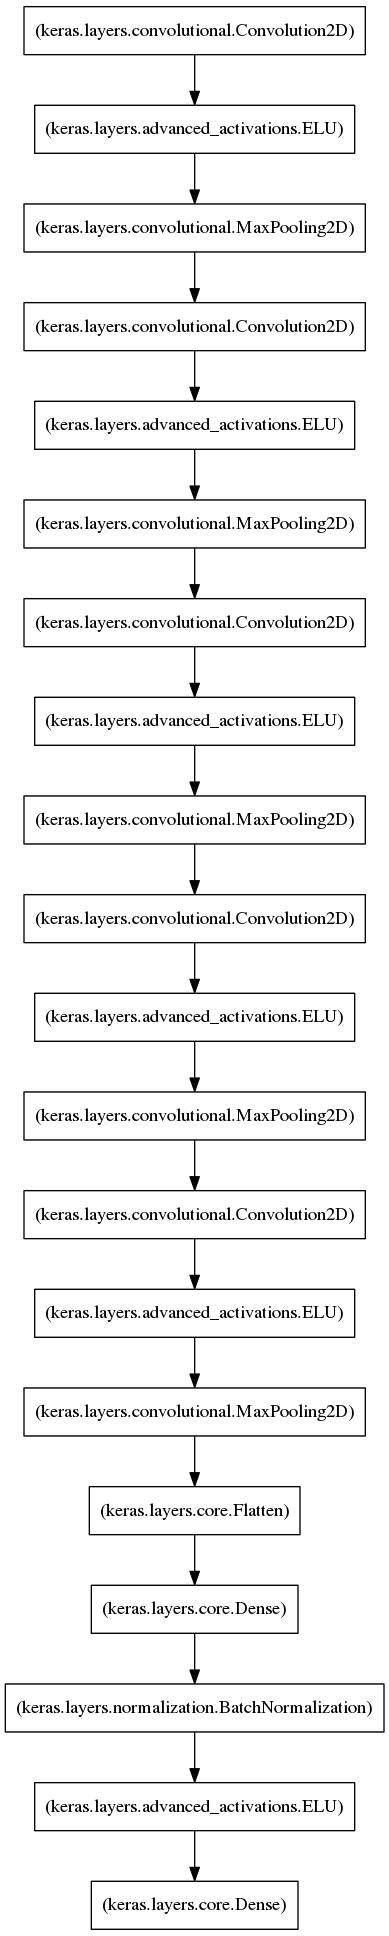 (keras.layers.convolutional.Convolution2D)
(keras.layers.advanced_activations.ELU)
(keras.layers.convolutional.MaxPooling2D)
(keras.layers.convolutional.Convolution2D)
(keras.layers.advanced_activations.ELU)
(keras.layers.convolutional.MaxPooling2D)
(keras.layers.convolutional.Convolution2D)
(keras.layers.advanced_activations.ELU)
(keras.layers.convolutional.MaxPooling2D)
(keras.layers.convolutional.Convolution2D)
(keras.layers.advanced_activations.ELU)
(keras.layers.convolutional.MaxPooling2D)
(keras.layers.convolutional.Convolution2D)
(keras.layers.advanced_activations.ELU)
(keras.layers.convolutional.MaxPooling2D)
(keras.layers.core.Flatten)
(keras.layers.core.Dense)
(keras.layers.normalization.BatchNormalization)
(keras.layers.advanced_activations.ELU)
(keras.layers.core.Dense)